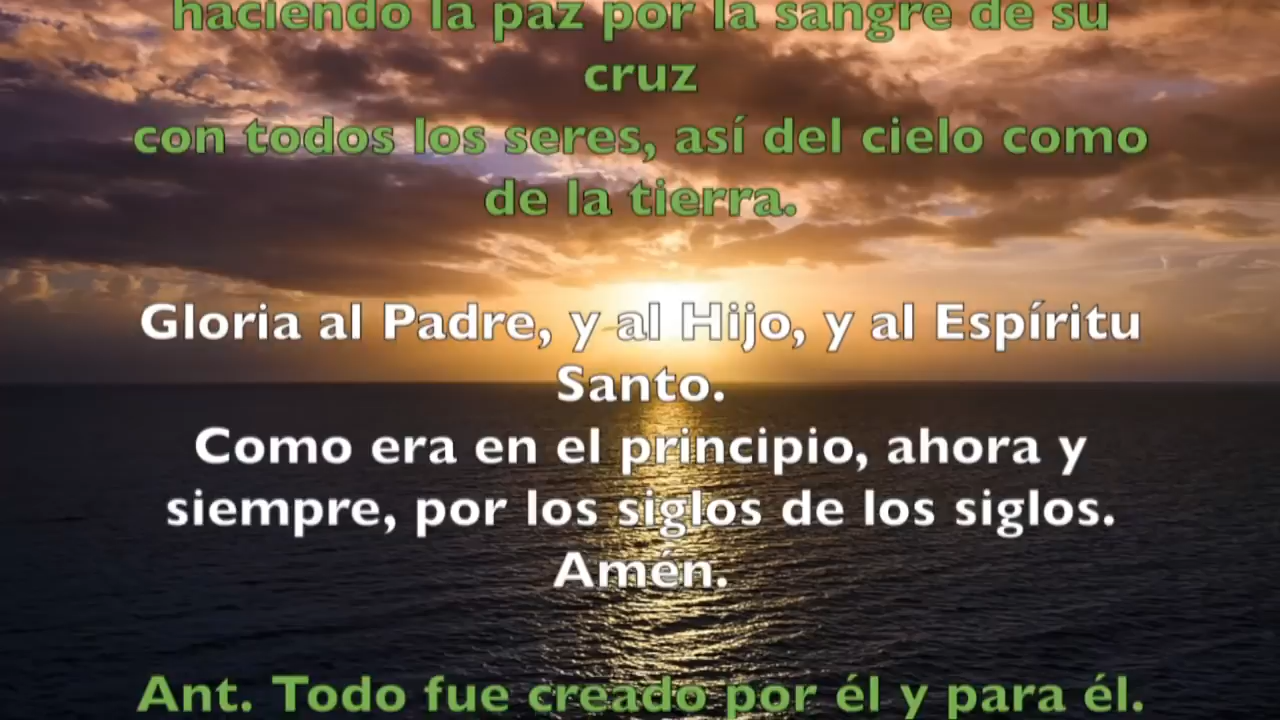 haciendo la paz por la sangre de su
cruz
con todos los seres, así del cielo como
de la tierra.
Gloria al Padre, y al Hijo, y al Espíritu
Santo.
Como era en el principio, ahora y
siempre, por los siglos de los siglos.
Amén.
Ant. Todo fue creado por él y para él.